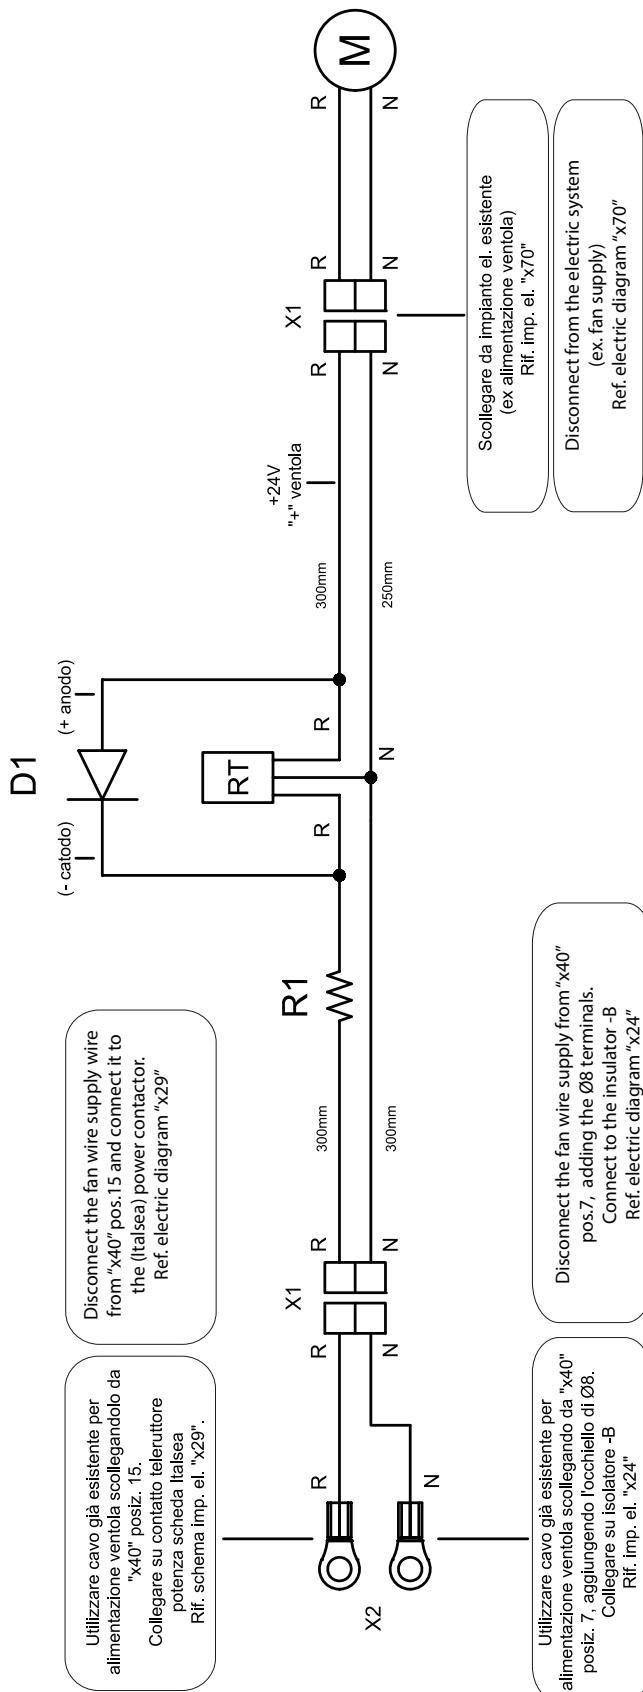 Utilizzare cavo già esistente per
alimentazione ventola scollegandolo da
"x40" posiz. 15.
Collegare su contatto teleruttore
potenza scheda Italsea
Rif. schema imp. el. "x29".
Disconnect the fan wire supply wire
from “x40” pos.15 and connect it to
the (Italsea) power contactor.
Ref. electric diagram “x29”
D1
(- catodo)
(+ anodo)
RT
R
R
N
R1
+24V
"+" ventola
300mm
300mm
300mm
250mm
X2
R
N
R
N
X1
R
N
R
N
X1
R
N
R
N
M
Utilizzare cavo già esistente per
alimentazione ventola scollegando da "x40"
posiz. 7, aggiungendo l'occhiello di Ø8.
Collegare su isolatore -B
Rif. imp. el. "x24"
Disconnect the fan wire supply from “x40”
pos.7, adding the Ø8 terminals.
Connect to the insulator -B
Ref. electric diagram “x24”
Scollegare da impianto el. esistente
(ex alimentazione ventola)
Rif. imp. el. "x70"
Disconnect from the electric system
(ex. fan supply)
Ref. electric diagram “x70”